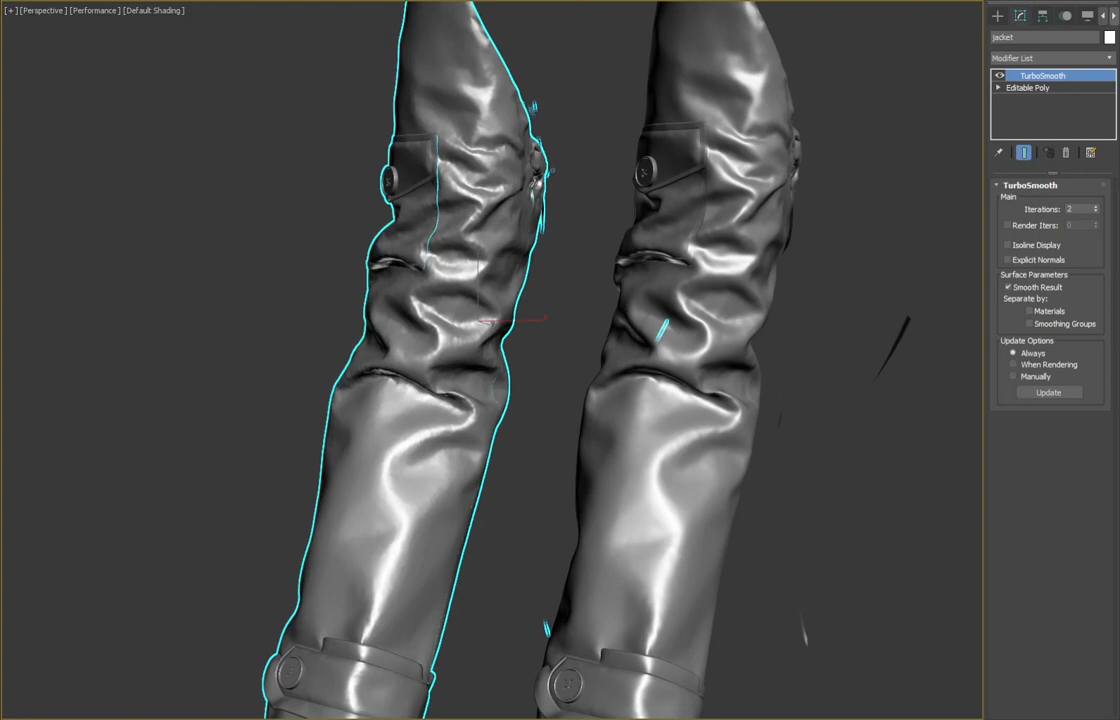 [+] [Perspective] [Performance] [Default Shading]
jacket
Modifier List
TurboSmooth
Editable Poly
TurboSmooth
Main
Iterations: 2
Render Iters: 0
Isoline Display
Explicit Normals
Surface Parameters
Smooth Result
Separate by:
Materials
Smoothing Groups
Update Options
Always
When Rendering
Manually
Update